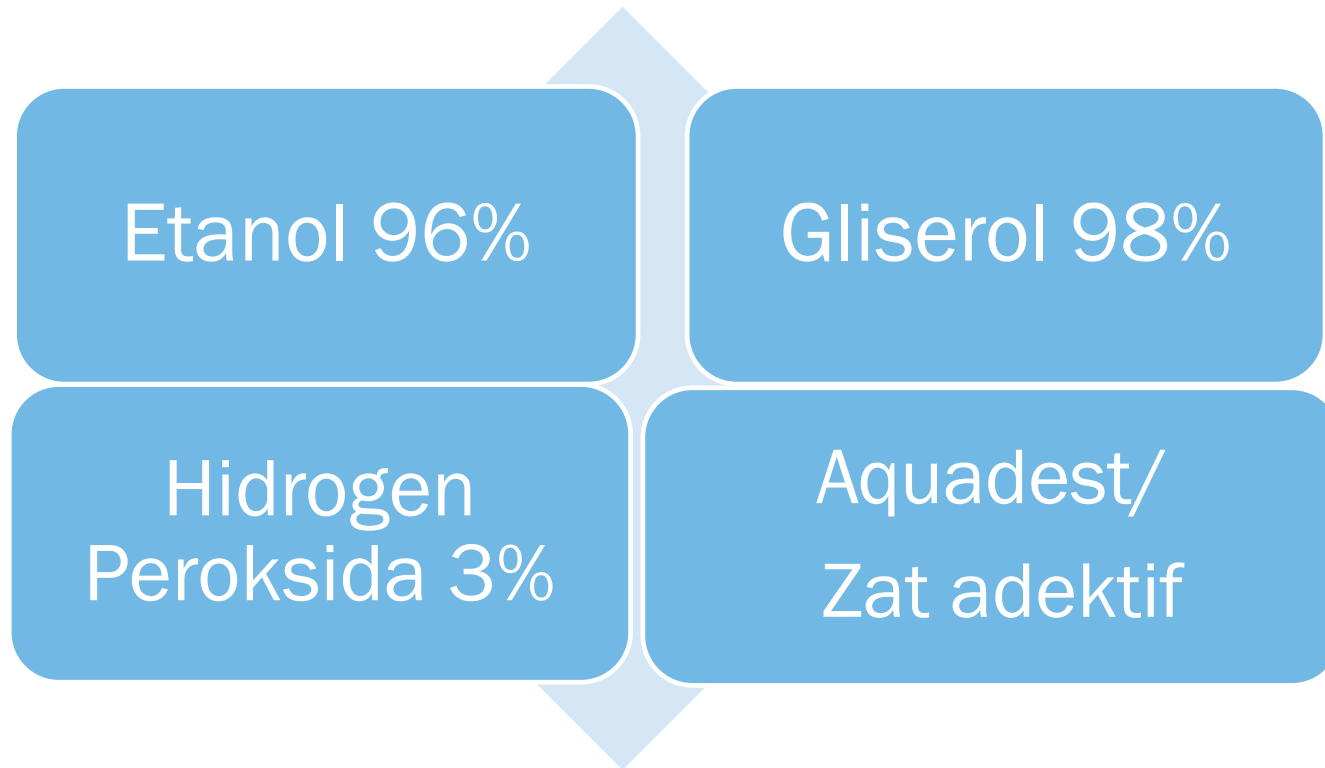 Etanol 96%
Gliserol 98%
Hidrogen
Peroksida 3%
Aquadest/
Zat adektif